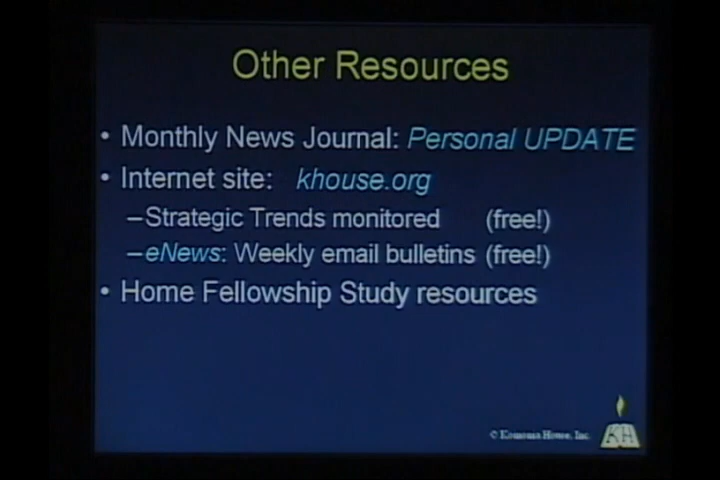 Other Resources
• Monthly News Journal: Personal UPDATE
• Internet site: khouse.org
–Strategic Trends monitored (free!)
–eNews: Weekly email bulletins (free!)
• Home Fellowship Study resources
© Koinonia House, Inc.
KH